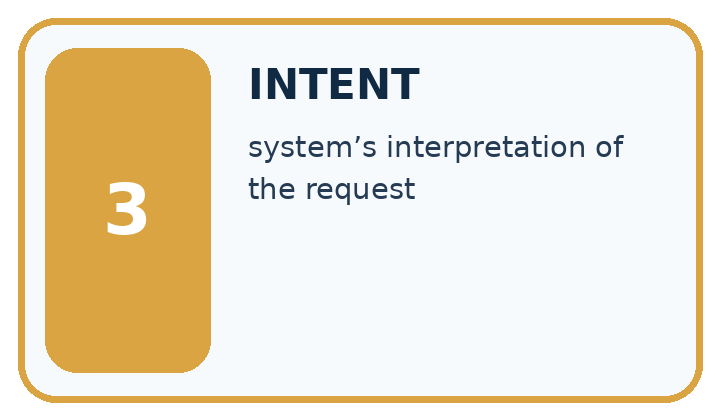 3
INTENT
system’s interpretation of
the request